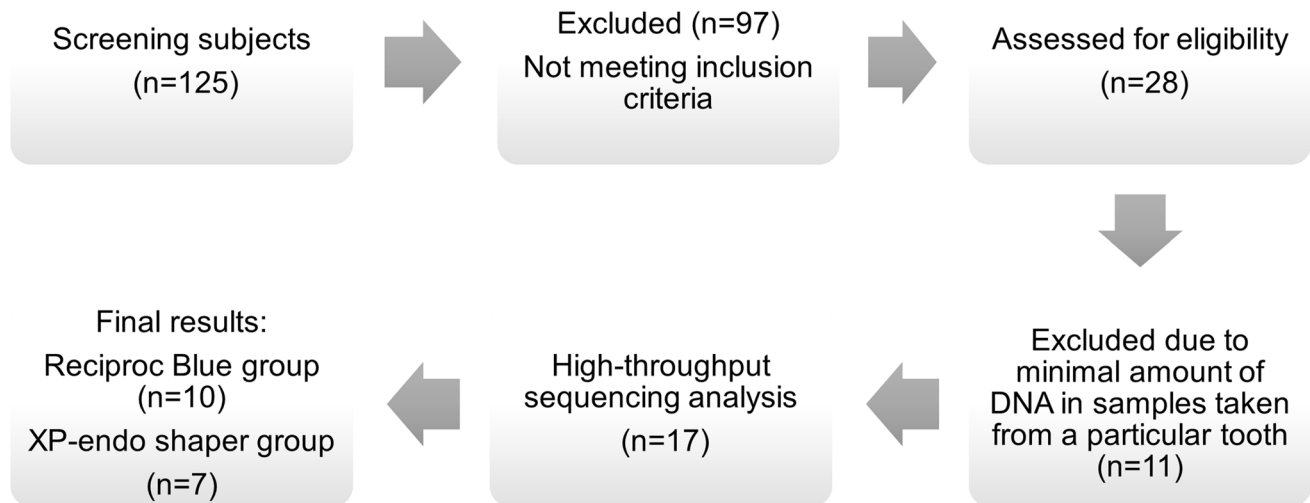 Screening subjects
(n=125)
Excluded (n=97)
Not meeting inclusion
criteria
Assessed for eligibility
(n=28)
Excluded due to
minimal amount of
DNA in samples taken
from a particular tooth
(n=11)
High-throughput
sequencing analysis
(n=17)
Final results:
Reciproc Blue group
(n=10)
XP-endo shaper group
(n=7)